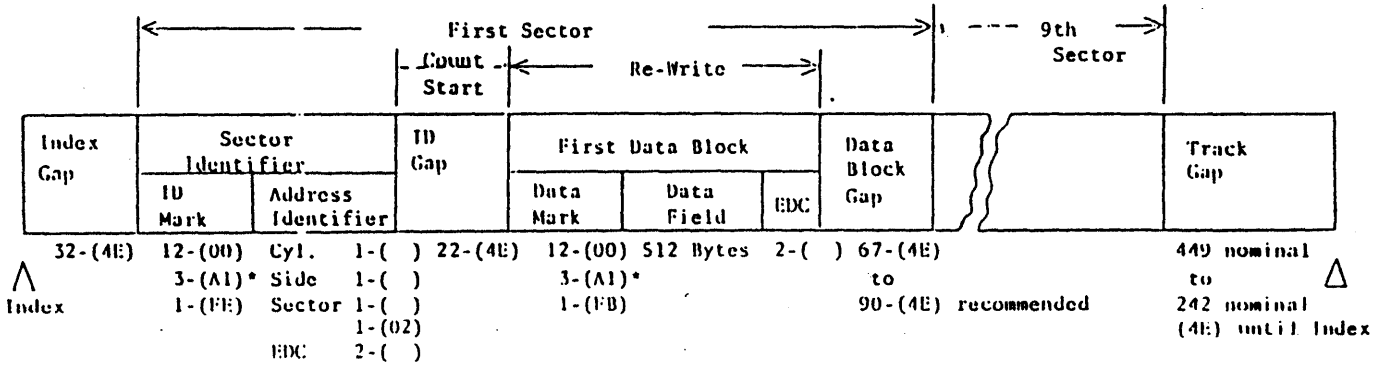 First Sector
9th
Sector
Count
Start
Re-Write
Index
Gap
Sector
Identifier
ID
Gap
First Data Block
Data
Block
Gap
Track
Gap
ID
Mark
Address
Identifier
Data
Mark
Data
Field
EDC
32-(4E) 12-(00) Cyl. 1-( ) 22-(4E) 12-(00) 512 Bytes 2-( ) 67-(4E) 449 nominal
3-(A1)* Side 1-( ) 3-(A1)* to to
Index 1-(FE) Sector 1-( ) 1-(FB) 90-(4E) recommended 242 nominal
1-(02) (4E) until Index
EDC 2-( )